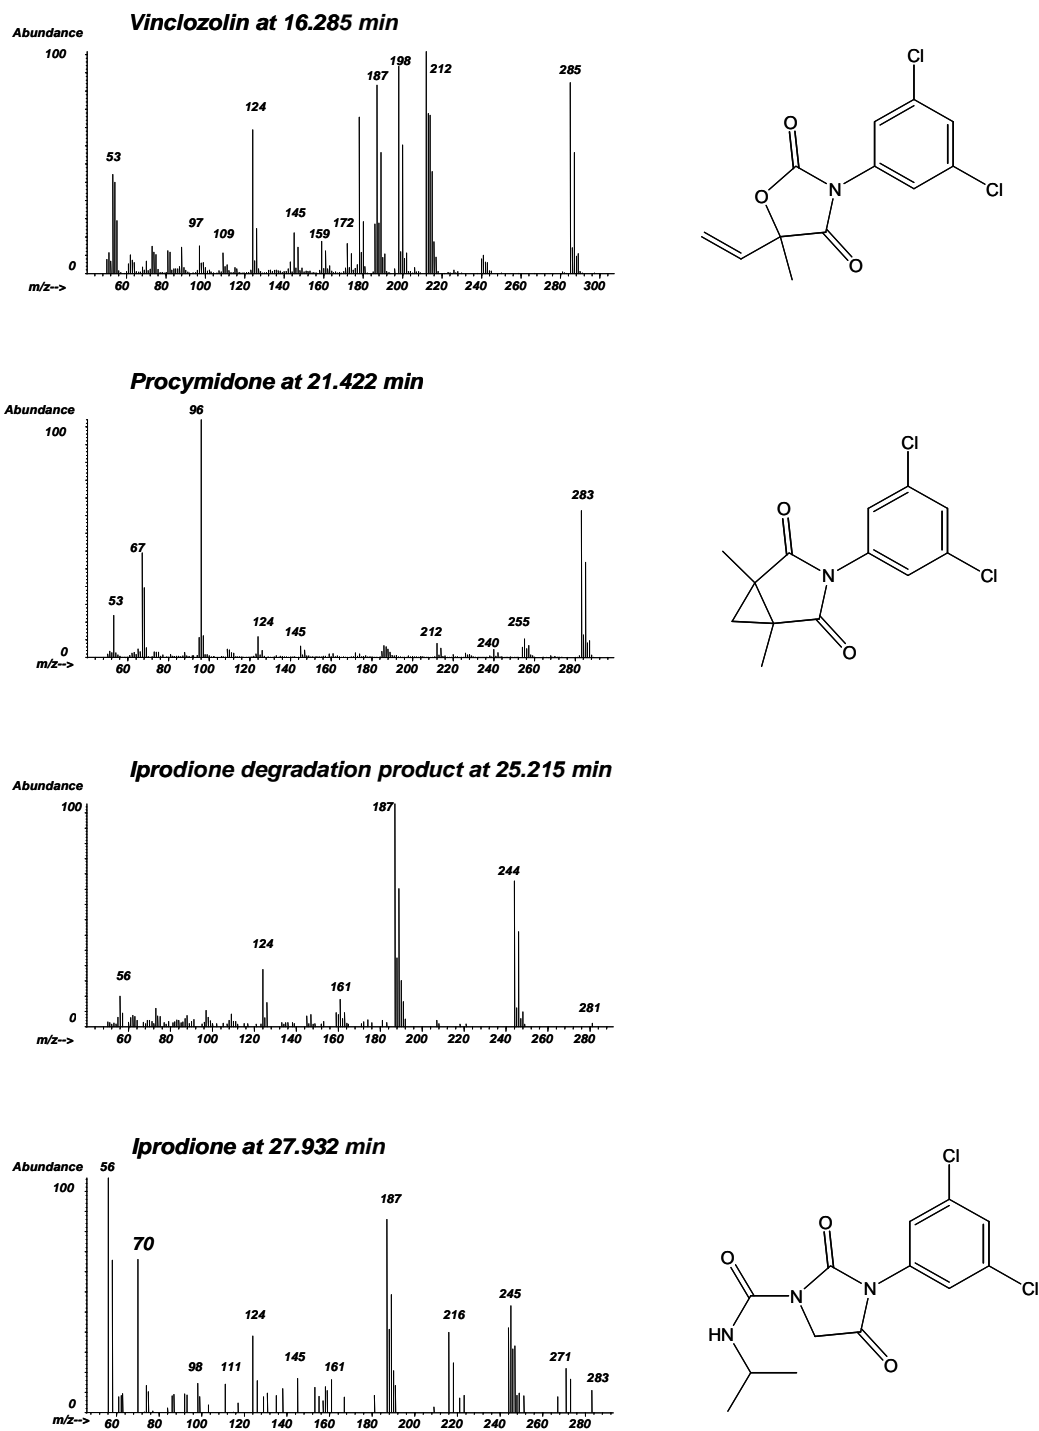 Vinclozolin at 16.285 min
Abundance
100
53
97
109
124
145
159
172
187
198
212
285
0
m/z-->
60 80 100 120 140 160 180 200 220 240 260 280 300
Cl
O
O
N
Cl
O
Procymidone at 21.422 min
Abundance
100
53
67
96
124
145
212
240
255
283
0
m/z-->
60 80 100 120 140 160 180 200 220 240 260 280
Cl
O
N
Cl
O
Iprodione degradation product at 25.215 min
Abundance
100
56
124
161
187
244
281
0
m/z-->
60 80 100 120 140 160 180 200 220 240 260 280
Iprodione at 27.932 min
Abundance
100
56
70
98
111
124
145
161
187
216
245
271
283
0
m/z-->
60 80 100 120 140 160 180 200 220 240 260 280
Cl
O
O
N
N
Cl
HN
O